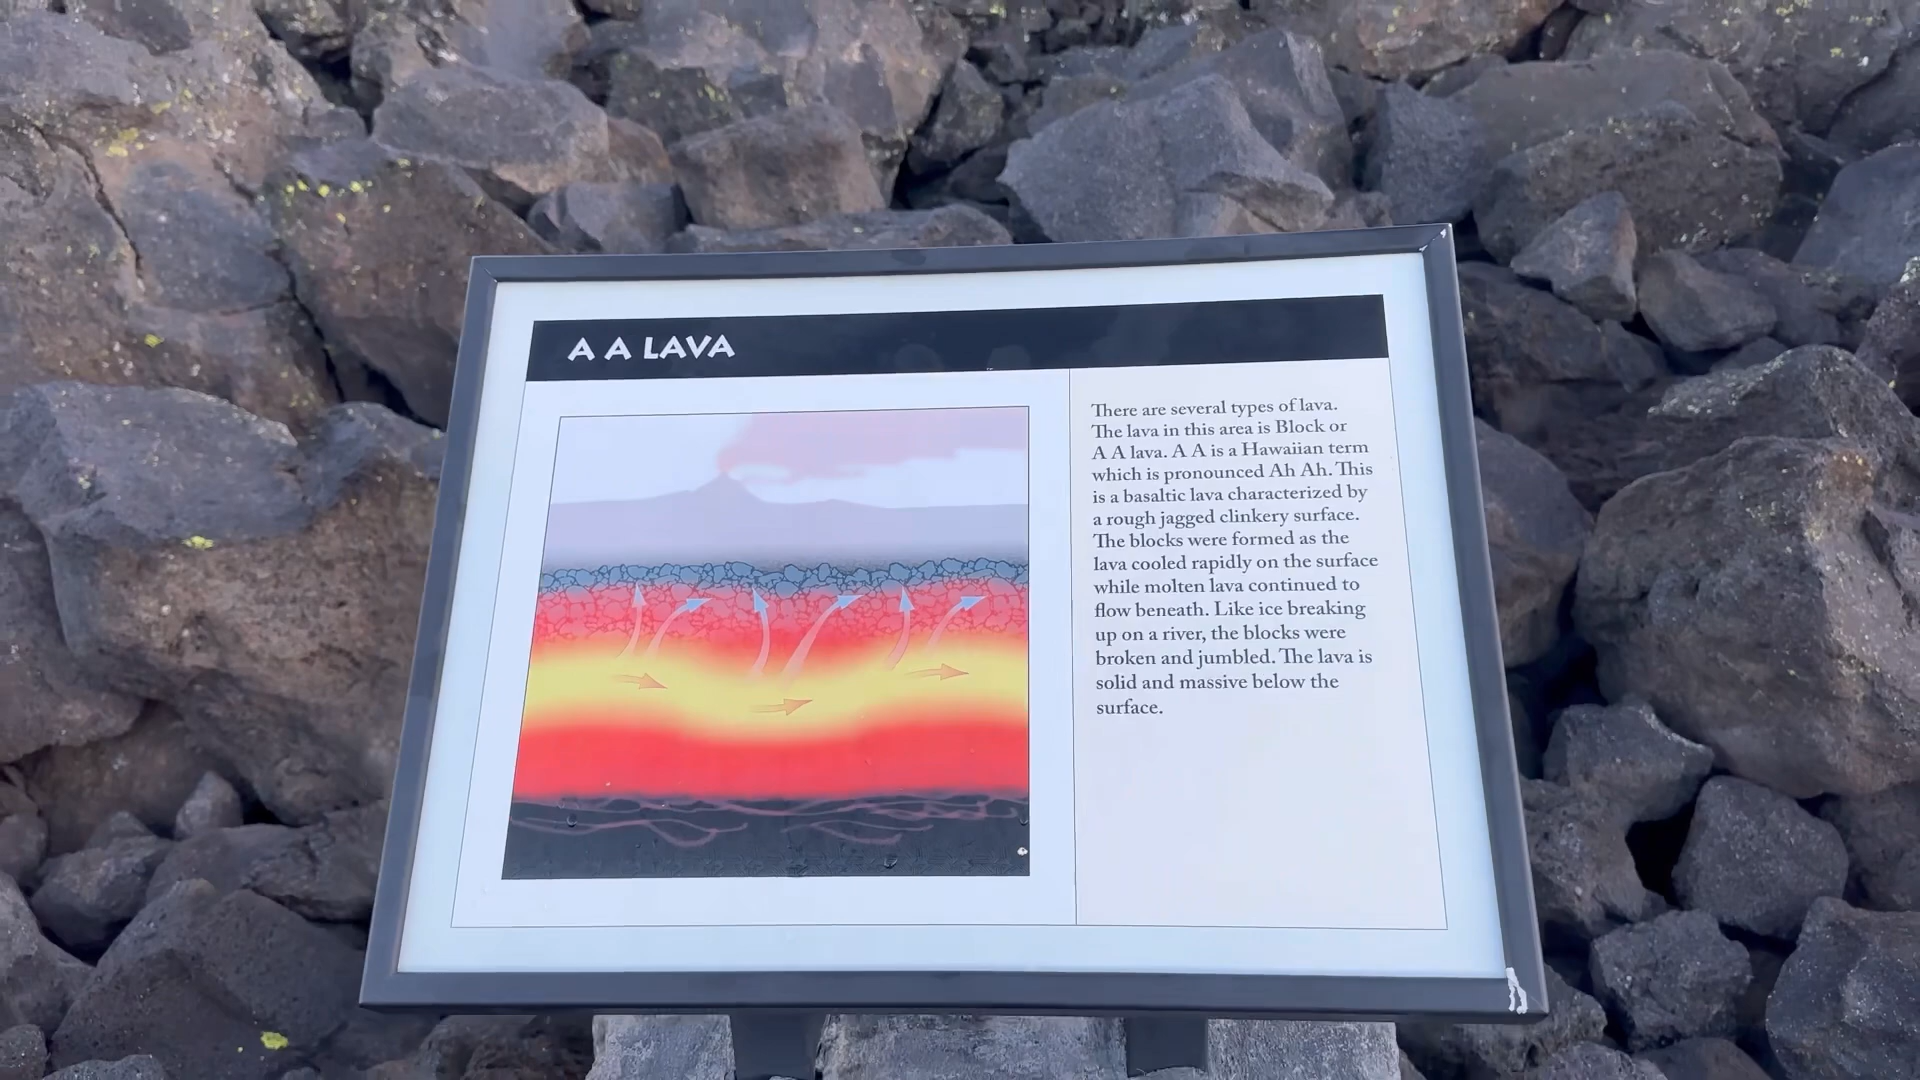 A A LAVA
There are several types of lava.
The lava in this area is Block or
A A lava. A A is a Hawaiian term
which is pronounced Ah Ah. This
is a basaltic lava characterized by
a rough jagged clinkery surface.
The blocks were formed as the
lava cooled rapidly on the surface
while molten lava continued to
flow beneath. Like ice breaking
up on a river, the blocks were
broken and jumbled. The lava is
solid and massive below the
surface.